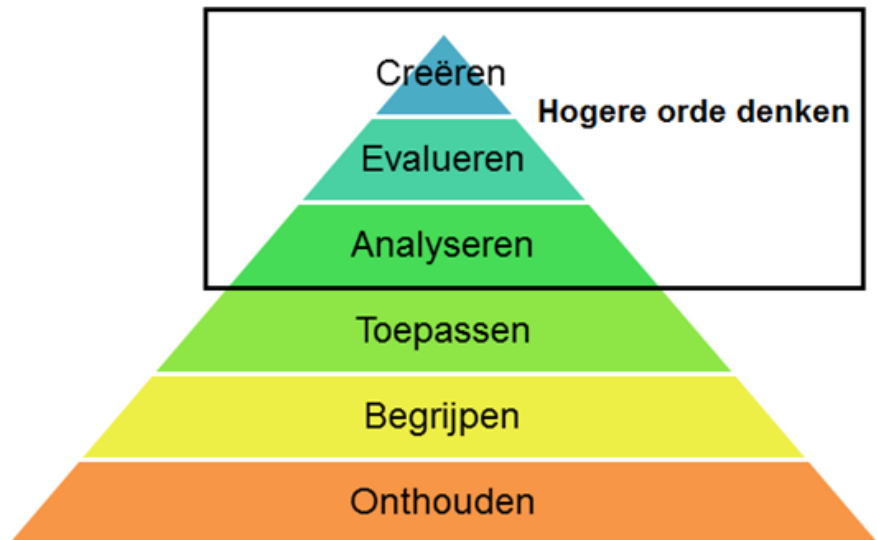 Creëren
Hogere orde denken
Evalueren
Analyseren
Toepassen
Begrijpen
Onthouden